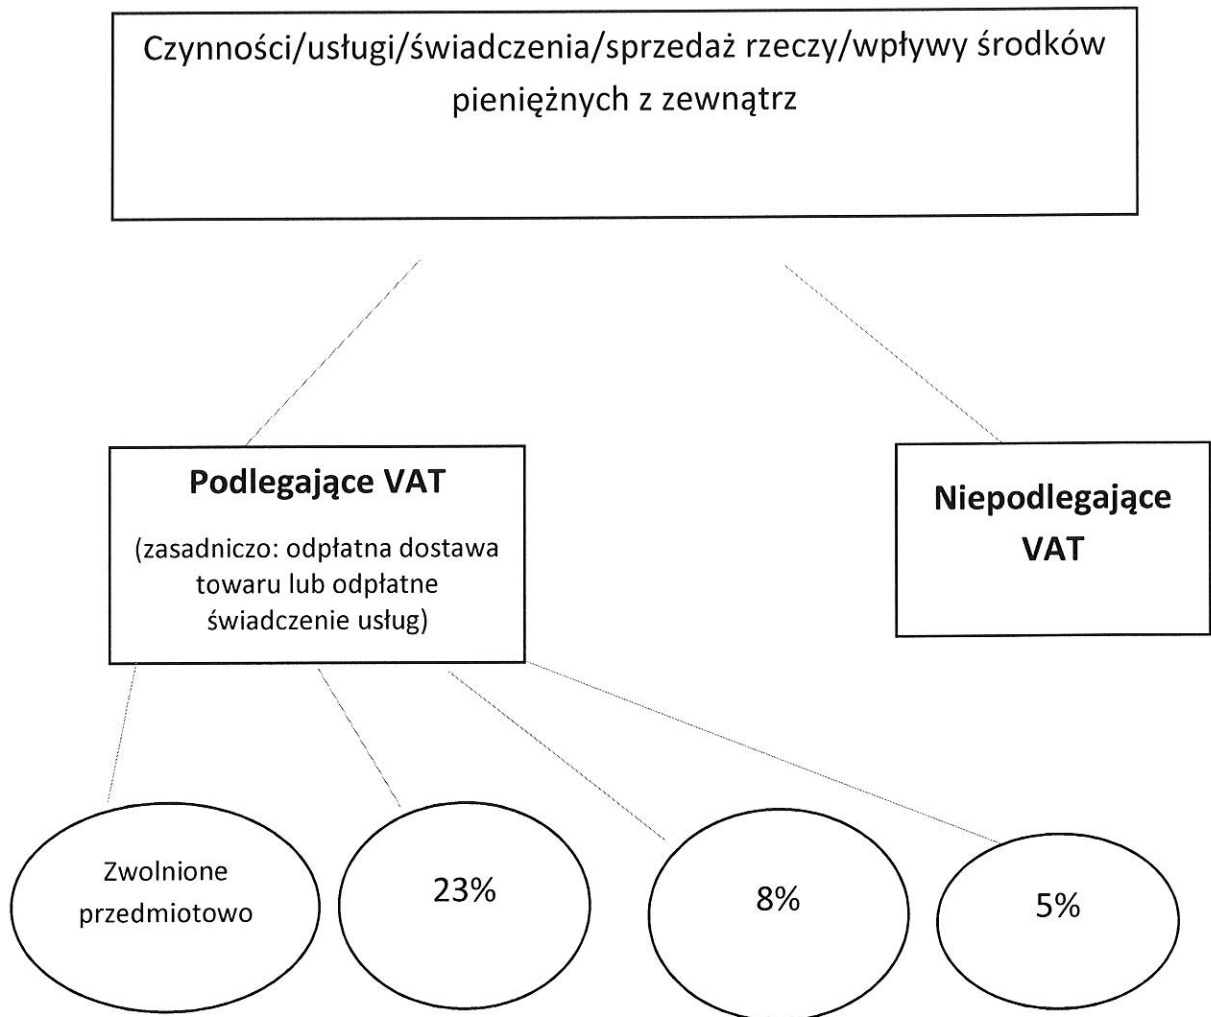 Czynności/usługi/świadczenia/sprzedaż rzeczy/wpływy środków
pieniężnych z zewnątrz
Podlegające VAT
(zasadniczo: odpłatna dostawa
towaru lub odpłatne
świadczenie usług)
Niepodlegające
VAT
Zwolnione
przedmiotowo
23%
8%
5%